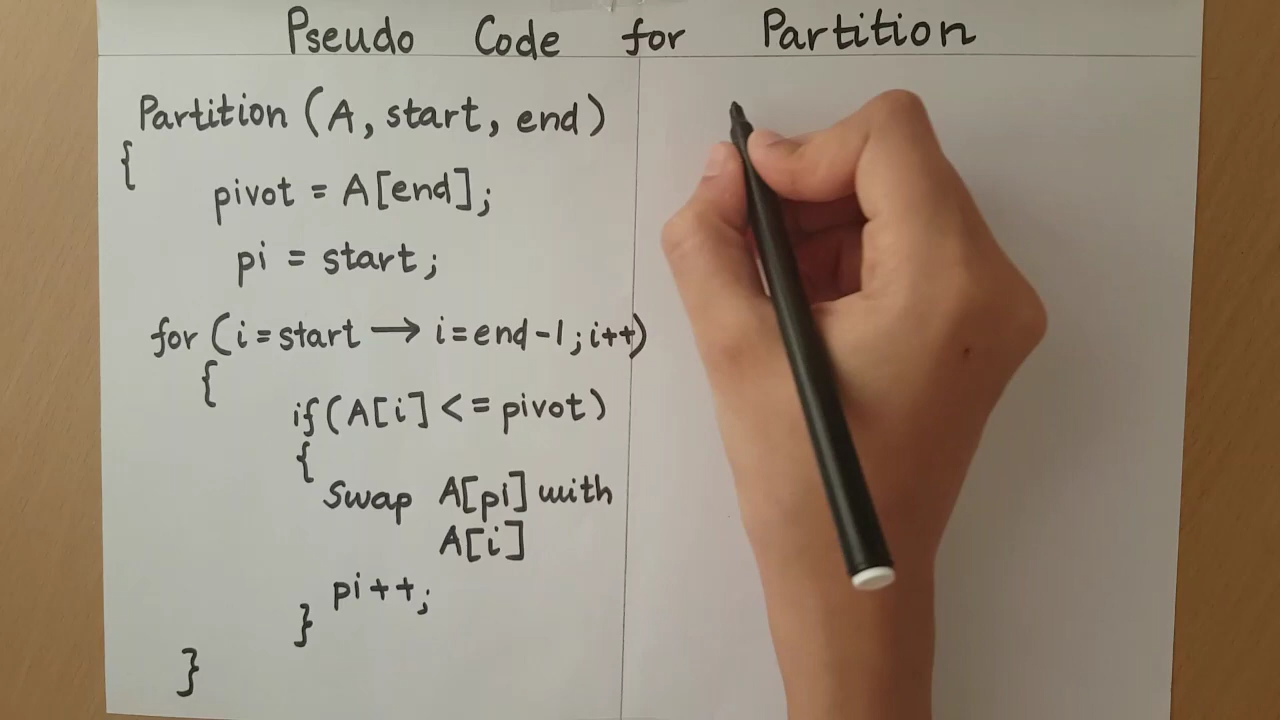 Pseudo Code for Partition
Partition (A, start, end)
{
pivot = A[end];
pi = start;
for (i=start → i=end-1; i++)
{
if (A[i] <= pivot)
{
Swap A[pi] with
A[i]
pi++;
}
}